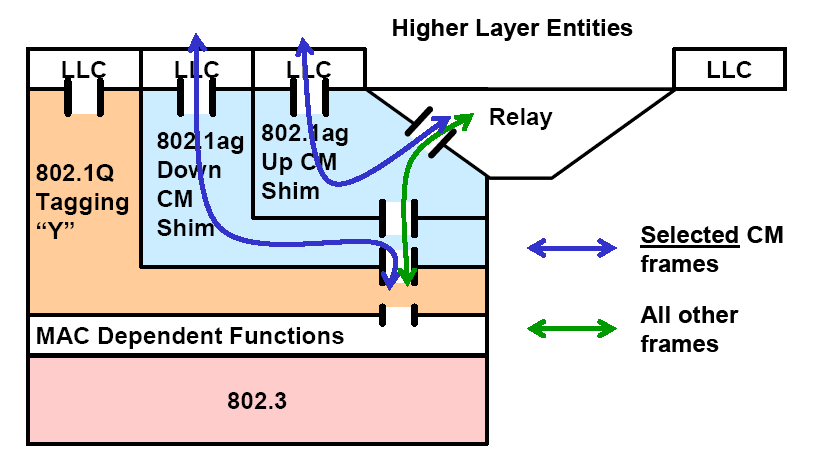 Higher Layer Entities
LLC
LLC
LLC
LLC
Relay
802.1Q
Tagging
“Y”
802.1ag
Down
CM
Shim
802.1ag
Up CM
Shim
Selected CM
frames
All other
frames
MAC Dependent Functions
802.3